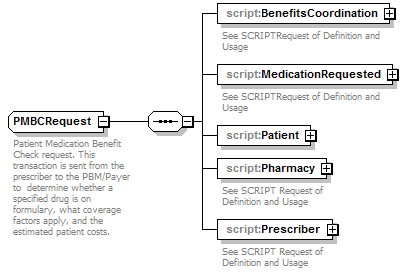 script:BenefitsCoordination
See SCRIPTRequest of Definition and
Usage
script:MedicationRequested
See SCRIPTRequest of Definition and
Usage
PMBCRequest
Patient Medication Benefit
Check request. This
transaction is sent from the
prescriber to the PBM/Payer
to  determine whether a
specified drug is on
formulary, what coverage
factors apply, and the
estimated patient costs.
script:Patient
script:Pharmacy
See SCRIPT Request of
Definition and Usage
script:Prescriber
See SCRIPT Request of
Definition and Usage